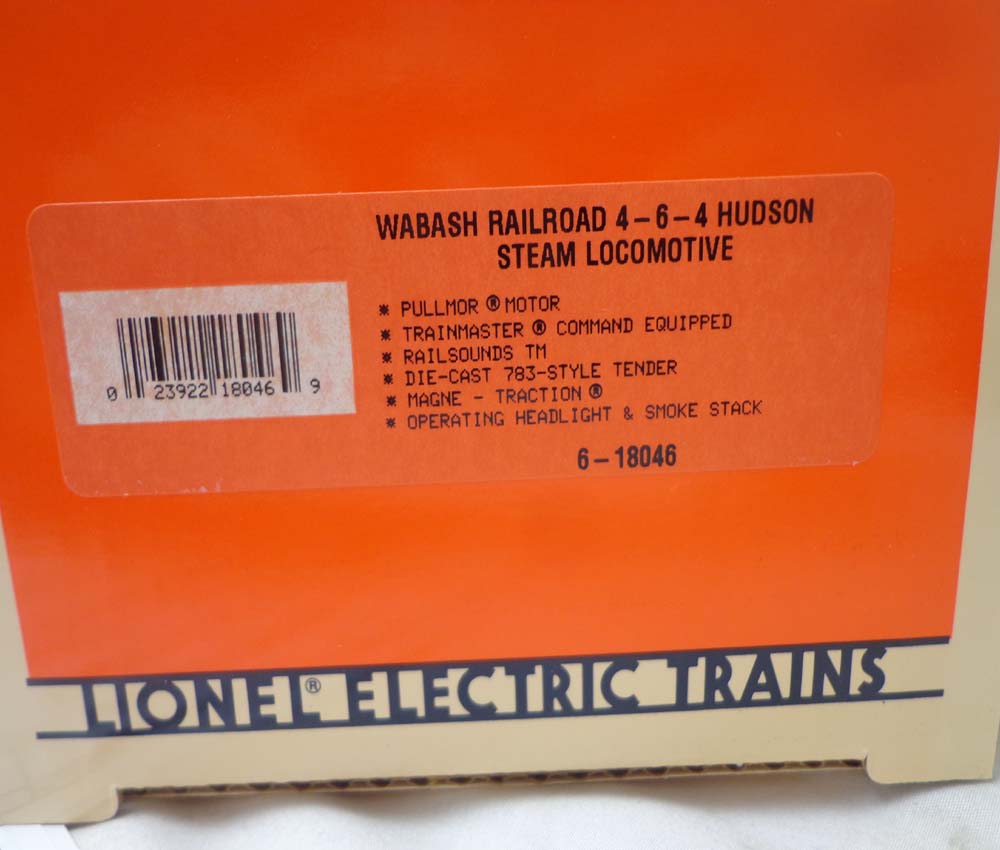 WABASH RAILROAD 4-6-4 HUDSON
STEAM LOCOMOTIVE
* PULLMOR ® MOTOR
* TRAINMASTER ® COMMAND EQUIPPED
* RAILSOUNDS TM
* DIE-CAST 783-STYLE TENDER
* MAGNE - TRACTION ®
* OPERATING HEADLIGHT & SMOKE STACK
6-18046
0 23922 18046 9
LIONEL® ELECTRIC TRAINS